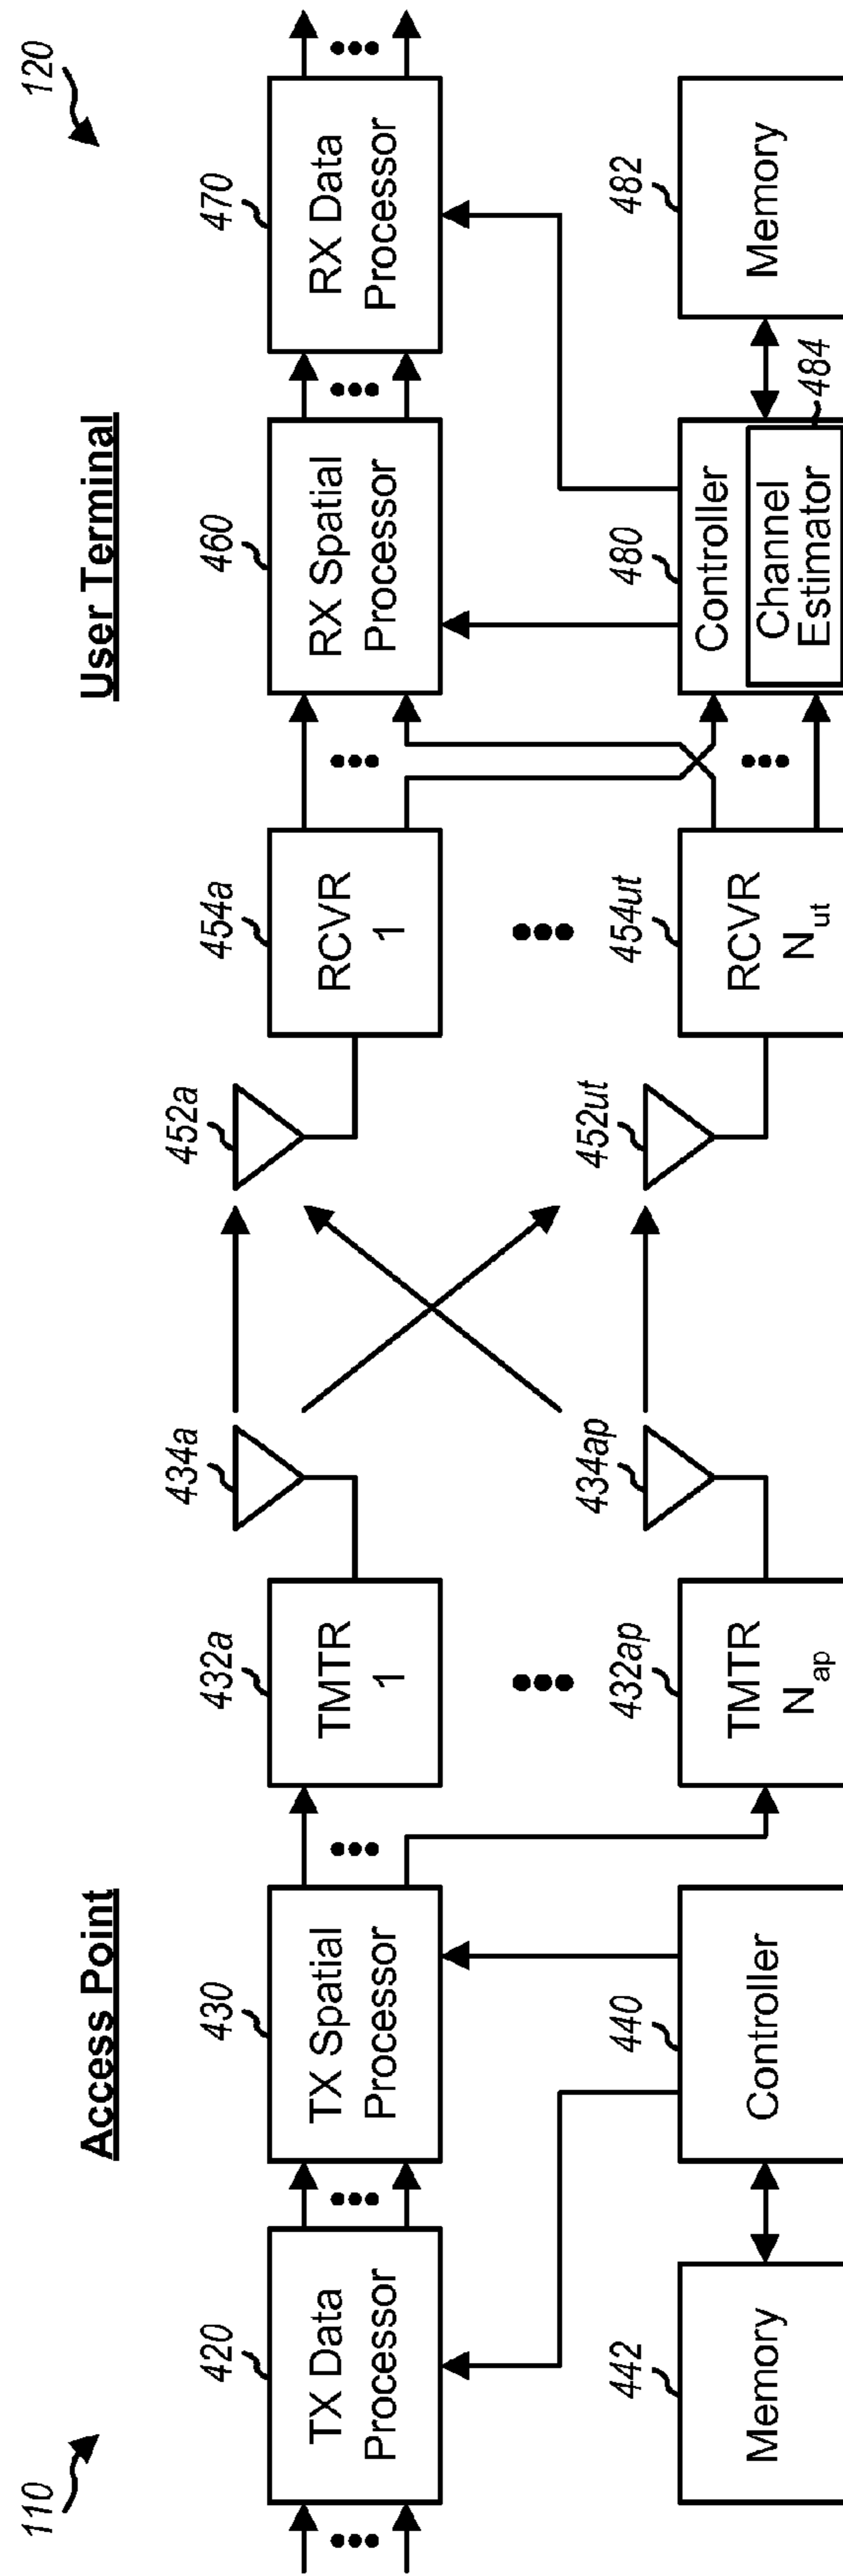 110
Access Point
User Terminal
120
420
TX Data
Processor
430
TX Spatial
Processor
432a
TMTR
1
434a
452a
454a
RCVR
1
460
RX Spatial
Processor
470
RX Data
Processor
442
Memory
440
Controller
432ap
TMTR
Nap
434ap
452ut
454ut
RCVR
Nut
480
Controller
Channel
Estimator
484
482
Memory